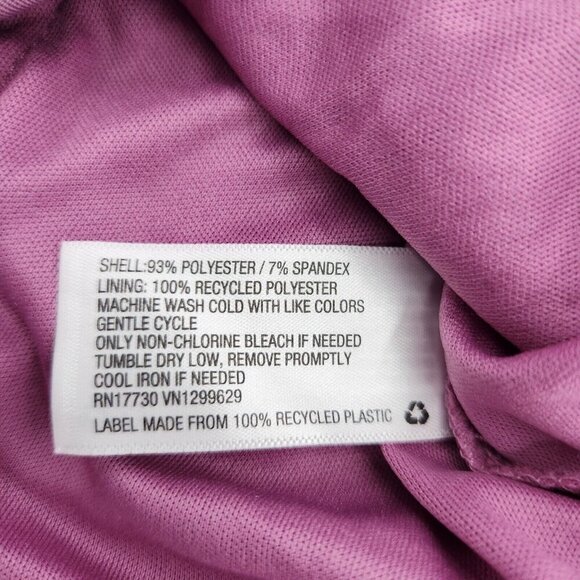 SHELL:93% POLYESTER / 7% SPANDEX
LINING: 100% RECYCLED POLYESTER
MACHINE WASH COLD WITH LIKE COLORS
GENTLE CYCLE
ONLY NON-CHLORINE BLEACH IF NEEDED
TUMBLE DRY LOW, REMOVE PROMPTLY
COOL IRON IF NEEDED
RN17730 VN1299629
LABEL MADE FROM 100% RECYCLED PLASTIC